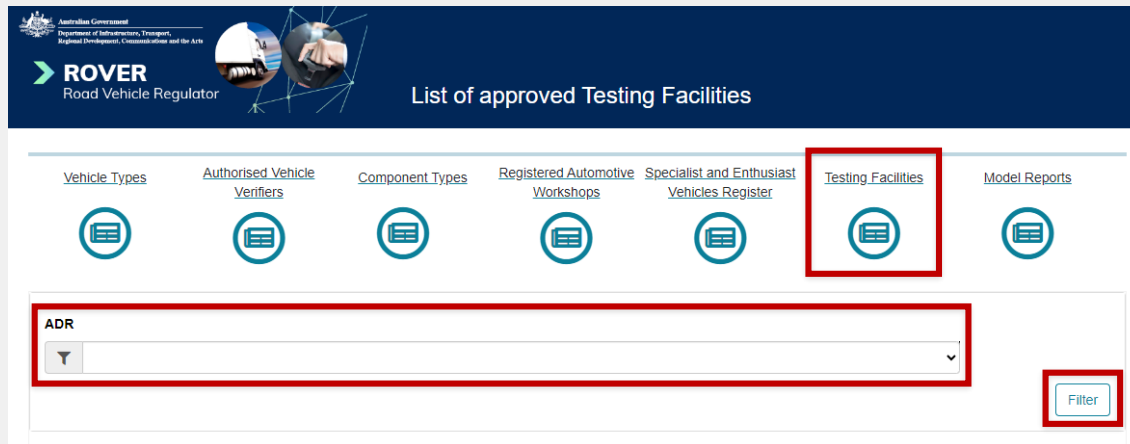 Australian Government
Department of Infrastructure, Transport,
Regional Development, Communications and the Arts
ROVER
Road Vehicle Regulator
List of approved Testing Facilities
Vehicle Types
Authorised Vehicle
Verifiers
Component Types
Registered Automotive
Workshops
Specialist and Enthusiast
Vehicles Register
Testing Facilities
Model Reports
ADR
Filter